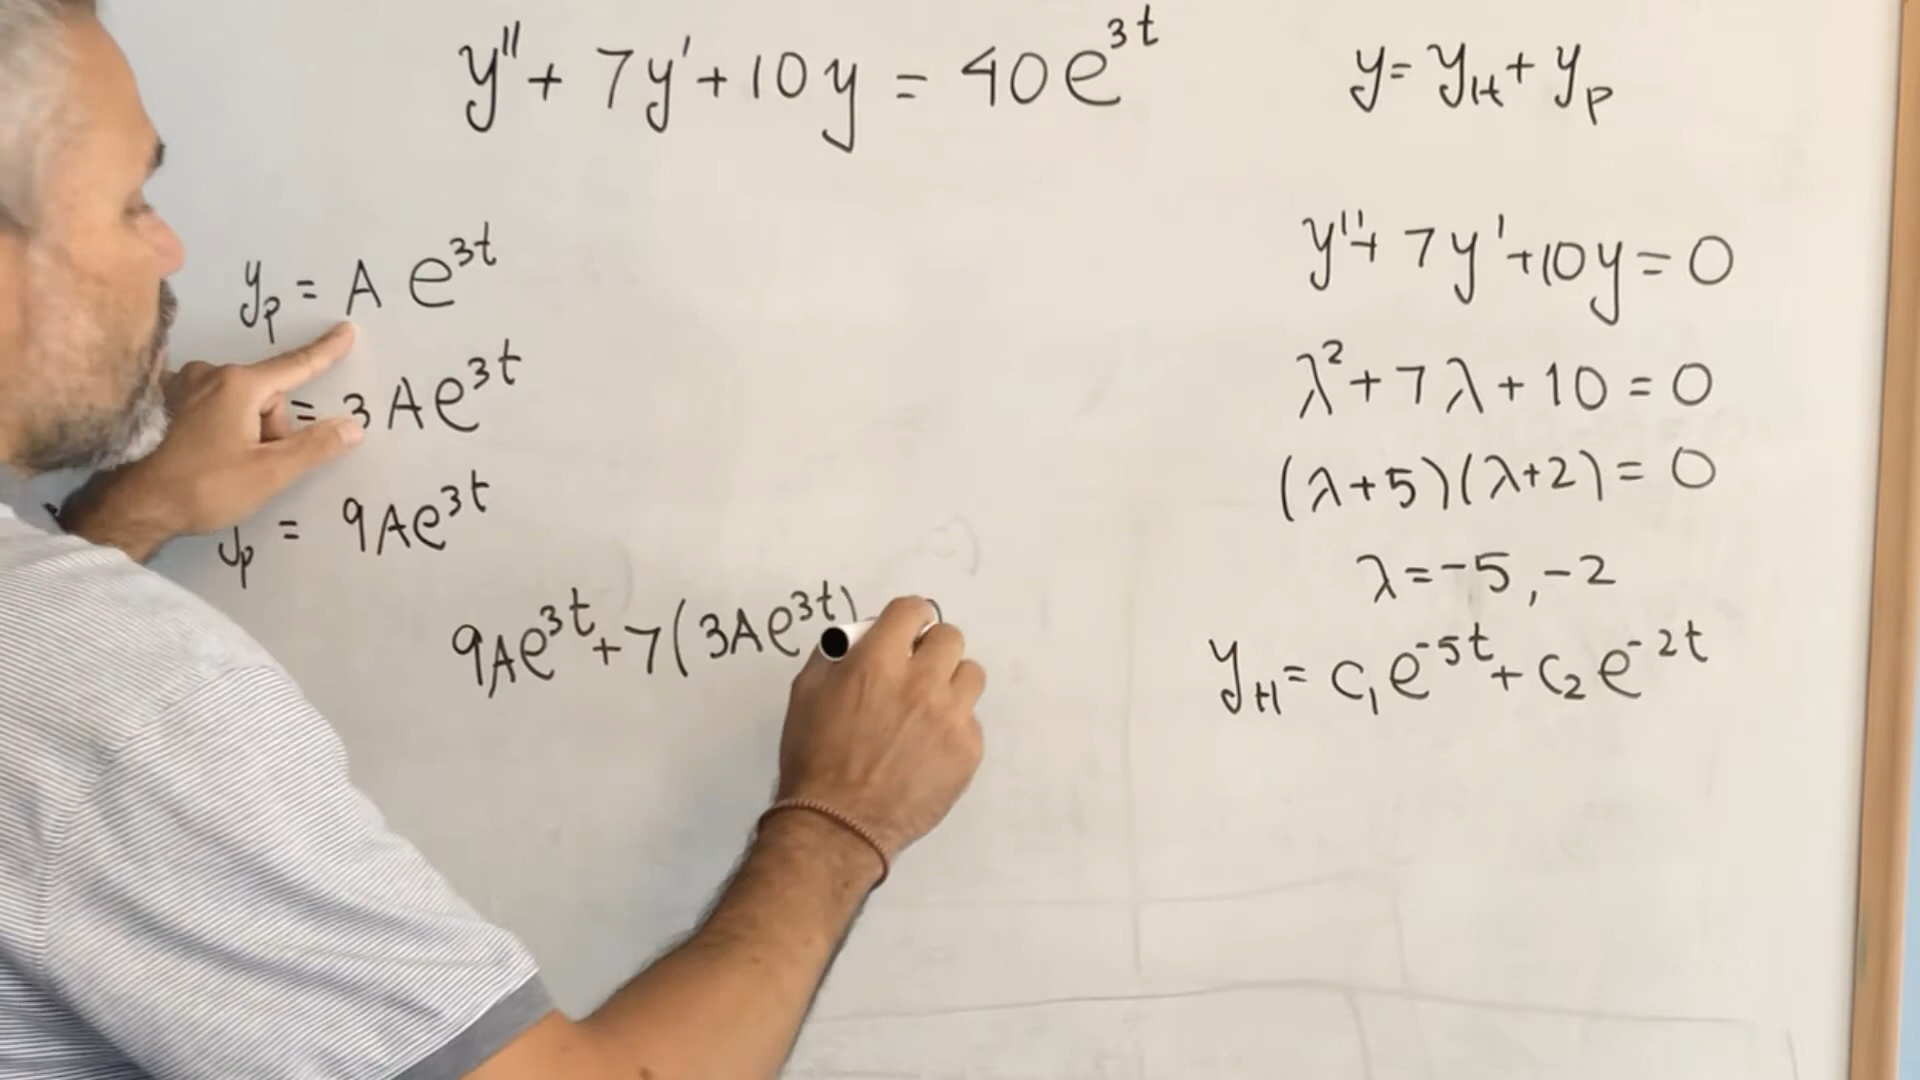 y'' + 7y' + 10y = 40e^{3t}
y = y_H + y_p
y_p = A e^{3t}
= 3Ae^{3t}
y_p = 9Ae^{3t}
9Ae^{3t} + 7(3Ae^{3t})
y'' + 7y' + 10y = 0
λ² + 7λ + 10 = 0
(λ+5)(λ+2) = 0
λ = -5, -2
y_H = c₁e^{-5t} + c₂e^{-2t}